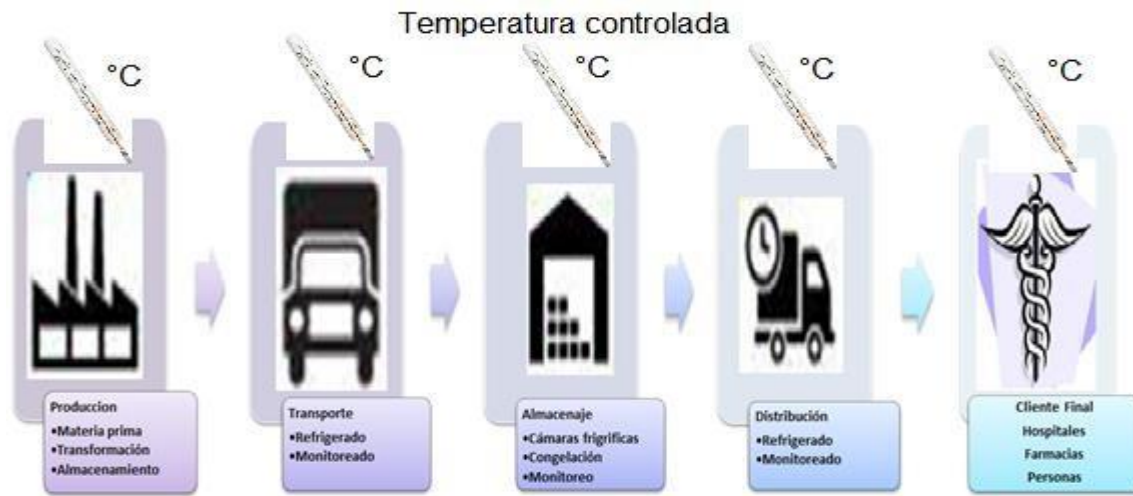 Temperatura controlada
°C
°C
°C
°C
°C
Produccion
•Materia prima
•Transformación
•Almacenamiento
Transporte
•Refrigerado
•Monitoreado
Almacenaje
•Cámaras frigrificas
•Congelación
•Monitoreo
Distribución
•Refrigerado
•Monitoreado
Cliente Final
Hospitales
Farmacias
Personas